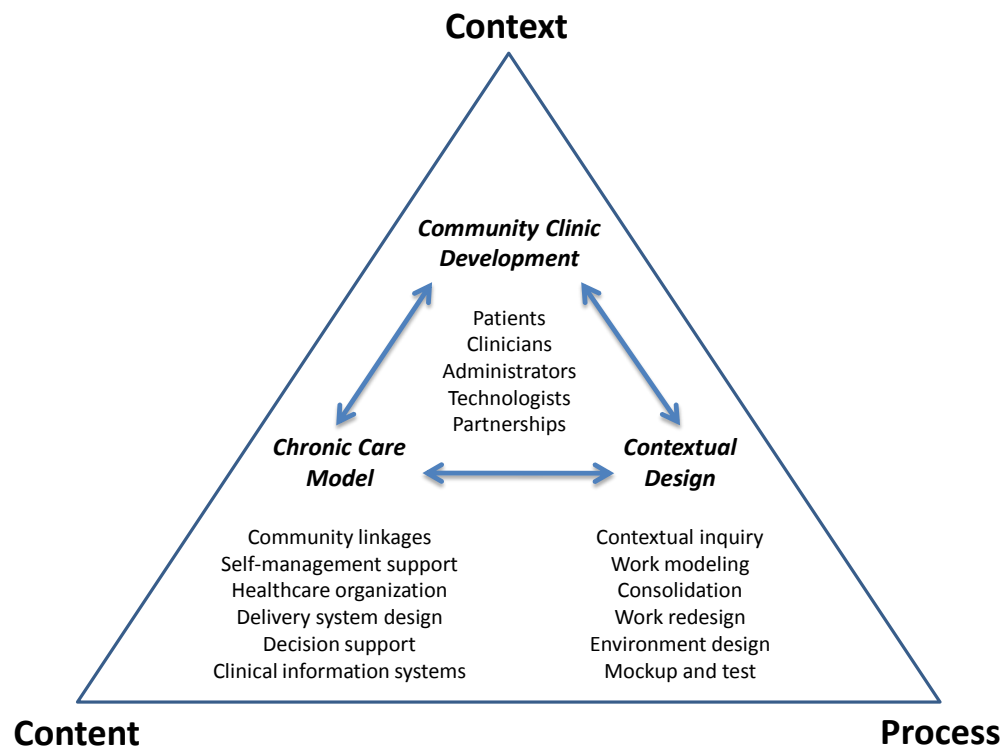 Context
Community Clinic
Development
Patients
Clinicians
Administrators
Technologists
Partnerships
Chronic Care
Model
Contextual
Design
Community linkages
Self-management support
Healthcare organization
Delivery system design
Decision support
Clinical information systems
Contextual inquiry
Work modeling
Consolidation
Work redesign
Environment design
Mockup and test
Content
Process